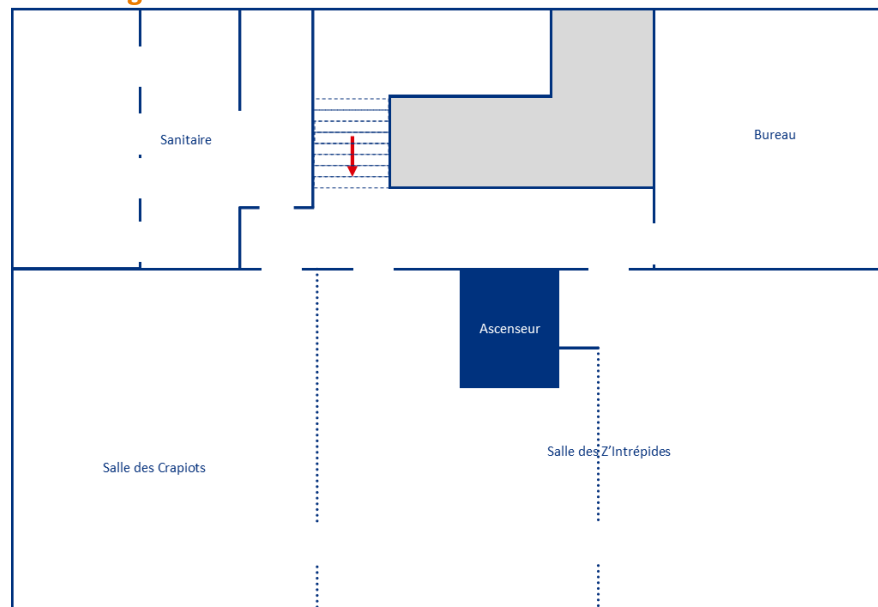 Sanitaire
Bureau
Ascenseur
Salle des Crapiots
Salle des Z'Intrépides